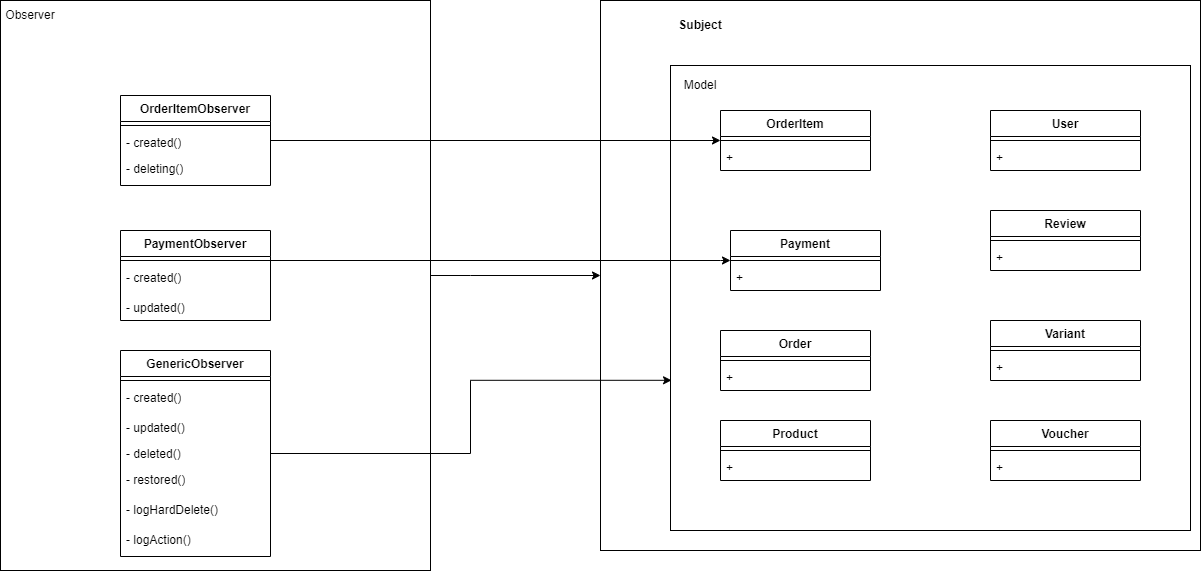 Observer
OrderItemObserver
- created()
- deleting()
PaymentObserver
- created()
- updated()
GenericObserver
- created()
- updated()
- deleted()
- restored()
- logHardDelete()
- logAction()
Subject
Model
OrderItem
+
User
+
Payment
+
Review
+
Order
+
Variant
+
Product
+
Voucher
+